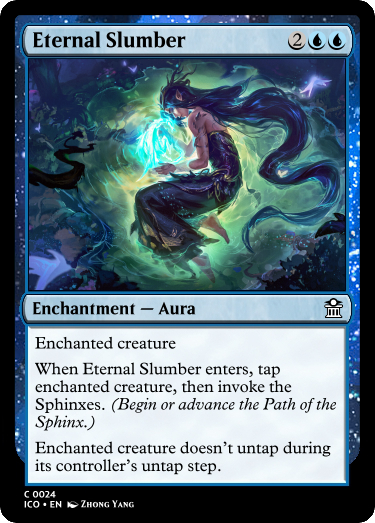 Eternal Slumber 2
Enchantment — Aura
Enchanted creature
When Eternal Slumber enters, tap
enchanted creature, then invoke the
Sphinxes. (Begin or advance the Path of the
Sphinx.)
Enchanted creature doesn't untap during
its controller's untap step.
C 0024
ICO • EN Zhong Yang